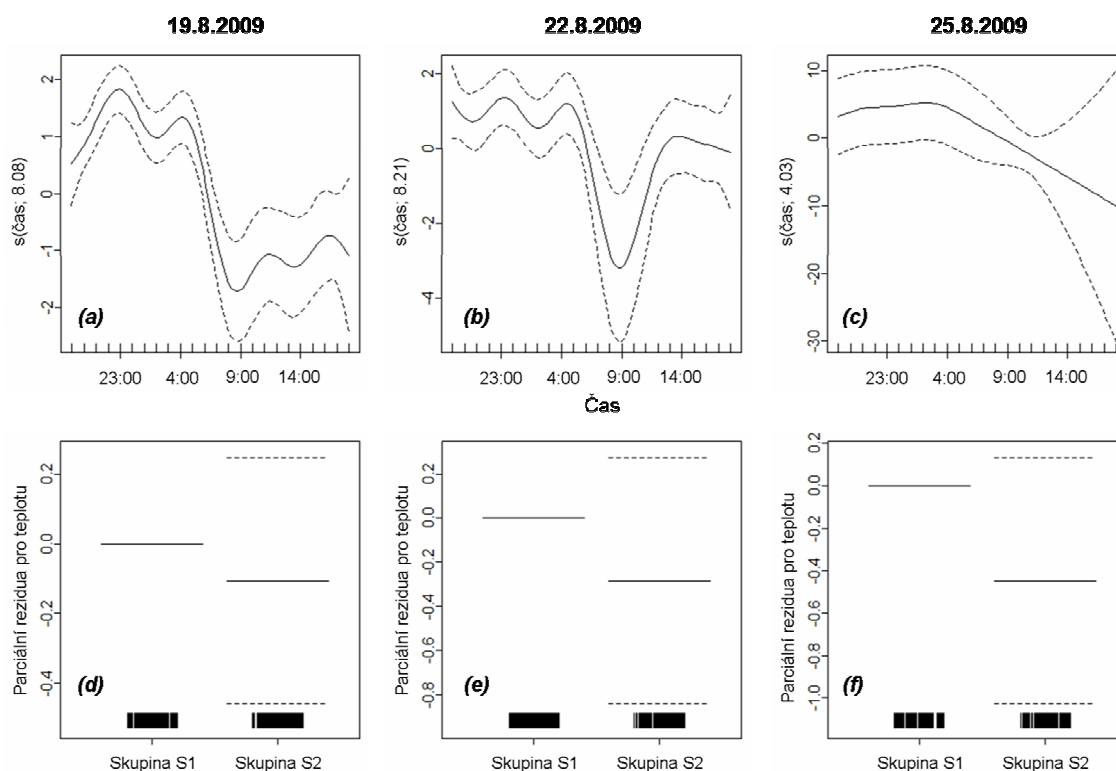 19.8.2009
22.8.2009
25.8.2009
s(čas; 8.08)
2
1
0
-1
-2
(a)
23:00 4:00 9:00 14:00
s(čas; 8.21)
2
0
-2
-4
(b)
23:00 4:00 9:00 14:00
s(čas; 4.03)
10
0
-10
-20
-30
(c)
23:00 4:00 9:00 14:00
Čas
Parciální rezidua pro teplotu
0.2
0.0
-0.2
-0.4
(d)
Skupina S1 Skupina S2
Parciální rezidua pro teplotu
0.2
0.0
-0.2
-0.4
-0.6
-0.8
(e)
Skupina S1 Skupina S2
Parciální rezidua pro teplotu
0.2
0.0
-0.2
-0.4
-0.6
-0.8
-1.0
(f)
Skupina S1 Skupina S2